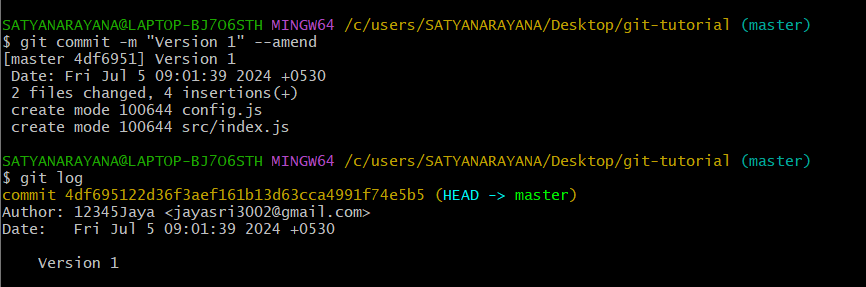 SATYANARAYANA@LAPTOP-BJ7O6STH MINGW64 /c/users/SATYANARAYANA/Desktop/git-tutorial (master)
$ git commit -m "Version 1" --amend
[master 4df6951] Version 1
 Date: Fri Jul 5 09:01:39 2024 +0530
 2 files changed, 4 insertions(+)
 create mode 100644 config.js
 create mode 100644 src/index.js
SATYANARAYANA@LAPTOP-BJ7O6STH MINGW64 /c/users/SATYANARAYANA/Desktop/git-tutorial (master)
$ git log
commit 4df695122d36f3aef161b13d63cca4991f74e5b5 (HEAD -> master)
Author: 12345Jaya <jayasri3002@gmail.com>
Date:   Fri Jul 5 09:01:39 2024 +0530
    Version 1